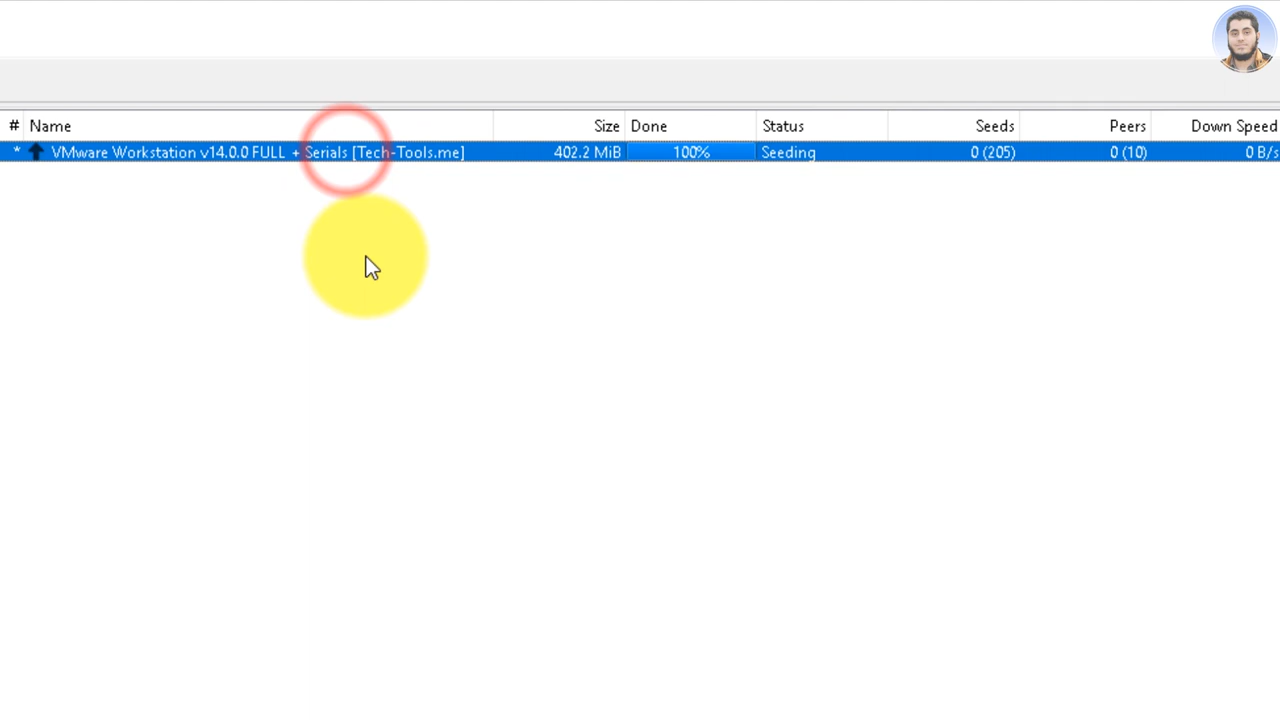 # Name Size Done Status Seeds Peers Down Speed
* VMware Workstation v14.0.0 FULL + Serials [Tech-Tools.me] 402.2 MiB 100% Seeding 0 (205) 0 (10) 0 B/s